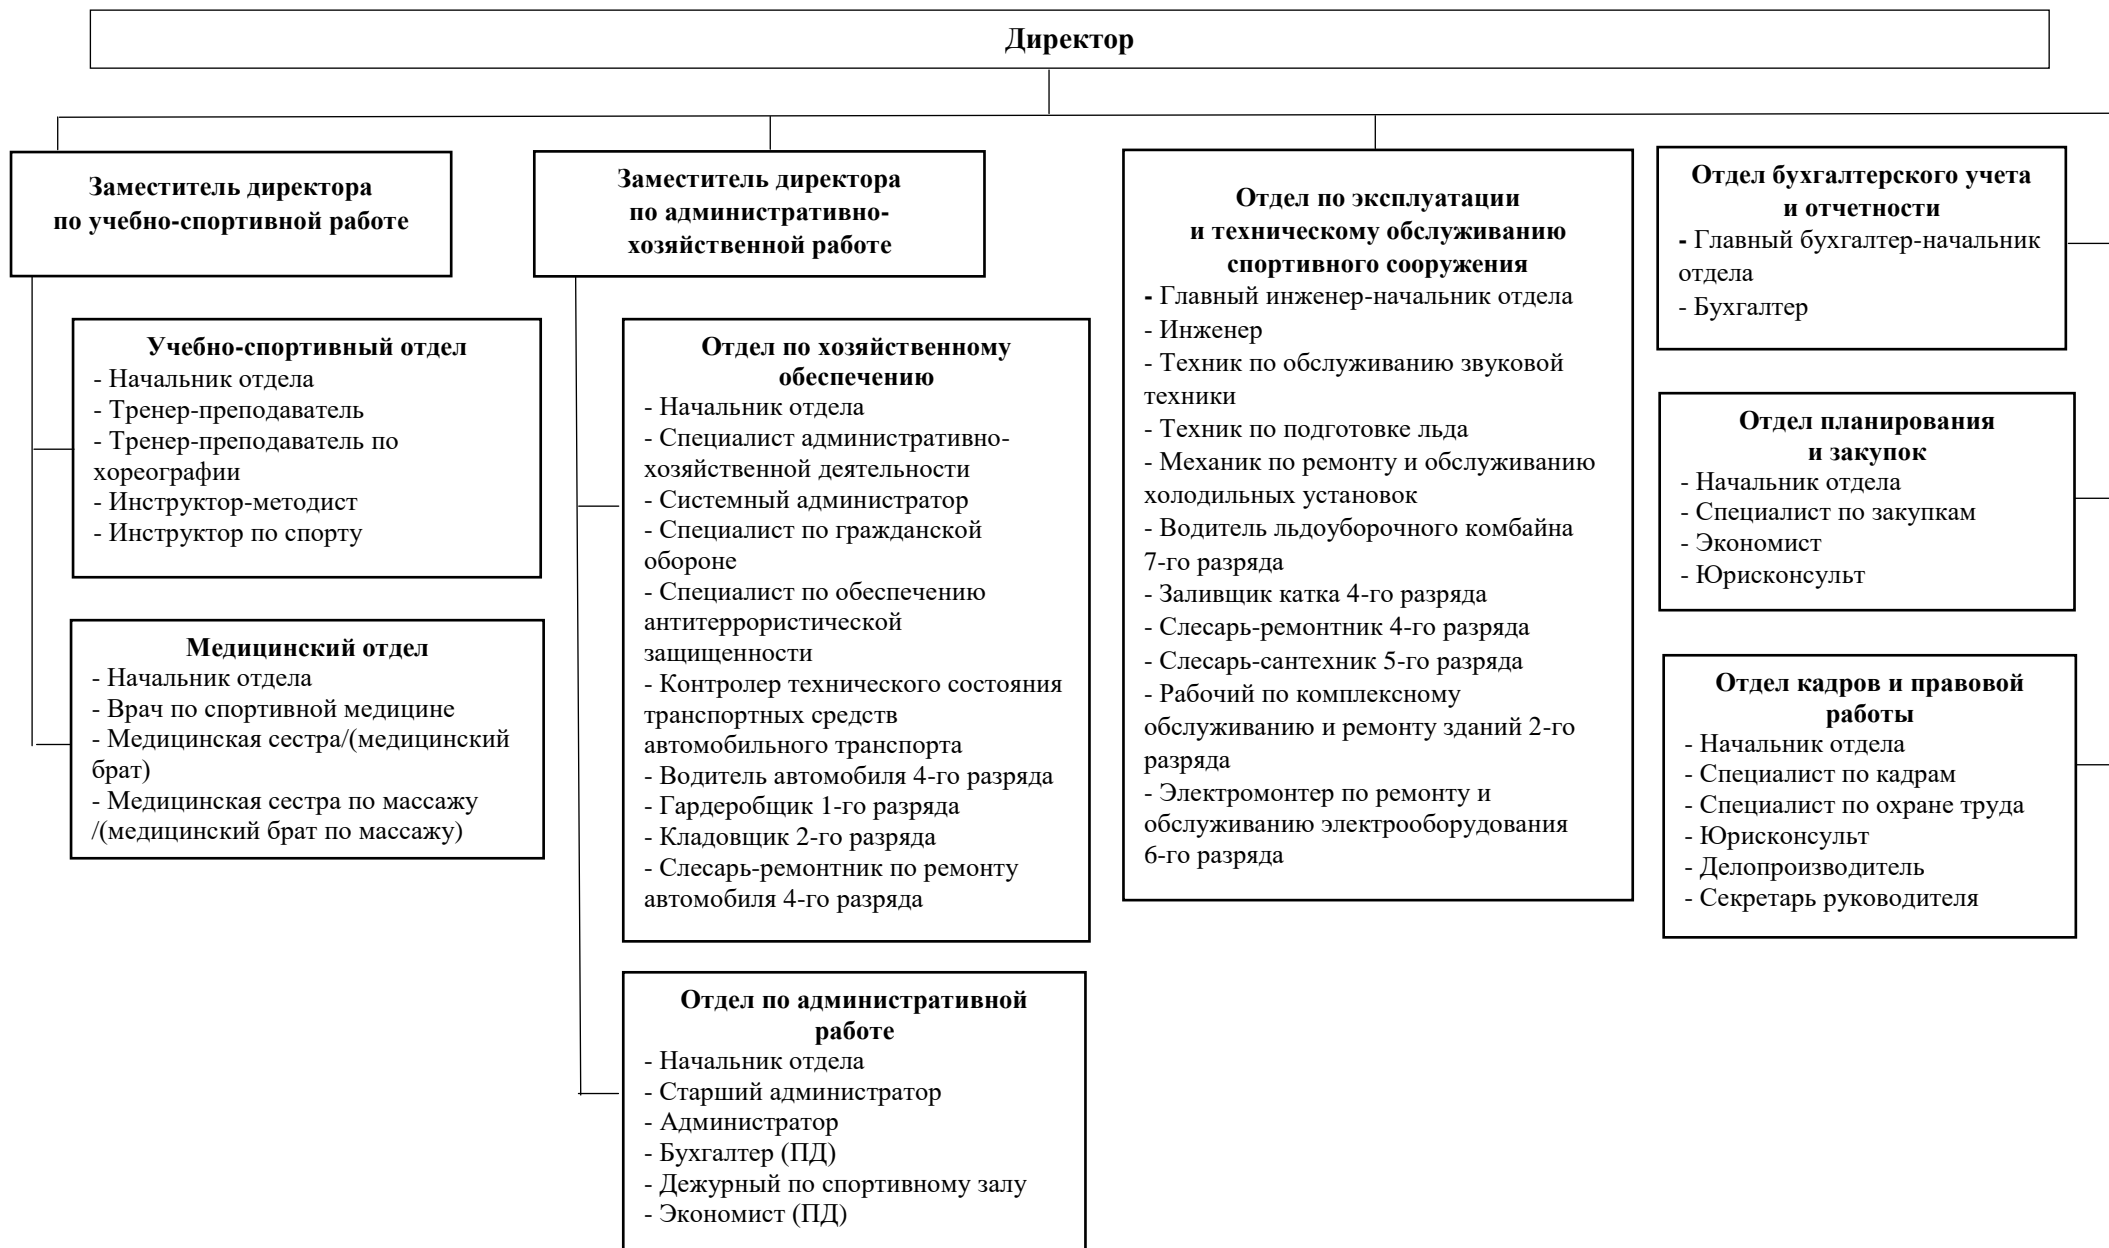 Директор
Заместитель директора
по учебно-спортивной работе
Учебно-спортивный отдел
- Начальник отдела
- Тренер-преподаватель
- Тренер-преподаватель по
хореографии
- Инструктор-методист
- Инструктор по спорту
Медицинский отдел
- Начальник отдела
- Врач по спортивной медицине
- Медицинская сестра/(медицинский
брат)
- Медицинская сестра по массажу
/(медицинский брат по массажу)
Заместитель директора
по административно-
хозяйственной работе
Отдел по хозяйственному
обеспечению
- Начальник отдела
- Специалист административно-
хозяйственной деятельности
- Системный администратор
- Специалист по гражданской
обороне
- Специалист по обеспечению
антитеррористической
защищенности
- Контролер технического состояния
транспортных средств
автомобильного транспорта
- Водитель автомобиля 4-го разряда
- Гардеробщик 1-го разряда
- Кладовщик 2-го разряда
- Слесарь-ремонтник по ремонту
автомобиля 4-го разряда
Отдел по административной
работе
- Начальник отдела
- Старший администратор
- Администратор
- Бухгалтер (ПД)
- Дежурный по спортивному залу
- Экономист (ПД)
Отдел по эксплуатации
и техническому обслуживанию
спортивного сооружения
- Главный инженер-начальник отдела
- Инженер
- Техник по обслуживанию звуковой
техники
- Техник по подготовке льда
- Механик по ремонту и обслуживанию
холодильных установок
- Водитель льдоуборочного комбайна
7-го разряда
- Заливщик катка 4-го разряда
- Слесарь-ремонтник 4-го разряда
- Слесарь-сантехник 5-го разряда
- Рабочий по комплексному
обслуживанию и ремонту зданий 2-го
разряда
- Электромонтер по ремонту и
обслуживанию электрооборудования
6-го разряда
Отдел бухгалтерского учета
и отчетности
- Главный бухгалтер-начальник
отдела
- Бухгалтер
Отдел планирования
и закупок
- Начальник отдела
- Специалист по закупкам
- Экономист
- Юрисконсульт
Отдел кадров и правовой
работы
- Начальник отдела
- Специалист по кадрам
- Специалист по охране труда
- Юрисконсульт
- Делопроизводитель
- Секретарь руководителя